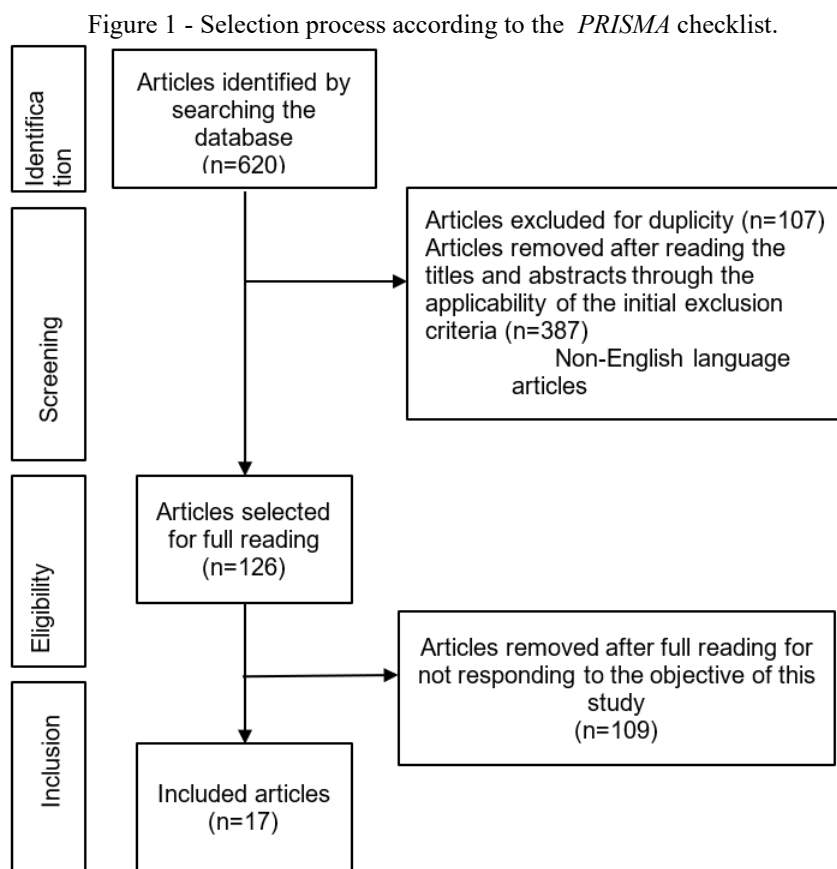 Figure 1 - Selection process according to the PRISMA checklist.
Identifica
tion
Articles identified by
searching the
database
(n=620)
Screening
Articles excluded for duplicity (n=107)
Articles removed after reading the
titles and abstracts through the
applicability of the initial exclusion
criteria (n=387)
Non-English language
articles
Eligibility
Articles selected
for full reading
(n=126)
Articles removed after full reading for
not responding to the objective of this
study
(n=109)
Inclusion
Included articles
(n=17)